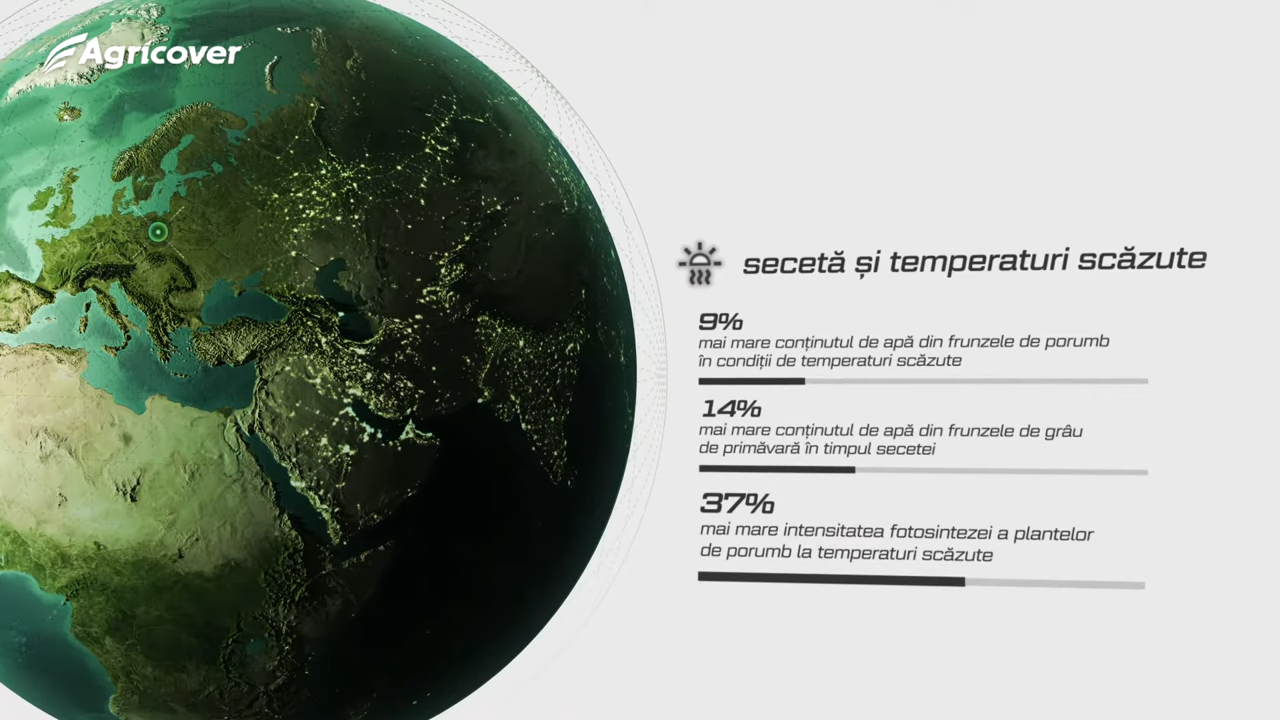 Agricover
secetă și temperaturi scăzute
9%
mai mare conținutul de apă din frunzele de porumb
în condiții de temperaturi scăzute
14%
mai mare conținutul de apă din frunzele de grâu
de primăvară în timpul secetei
37%
mai mare intensitatea fotosintezei a plantelor
de porumb la temperaturi scăzute